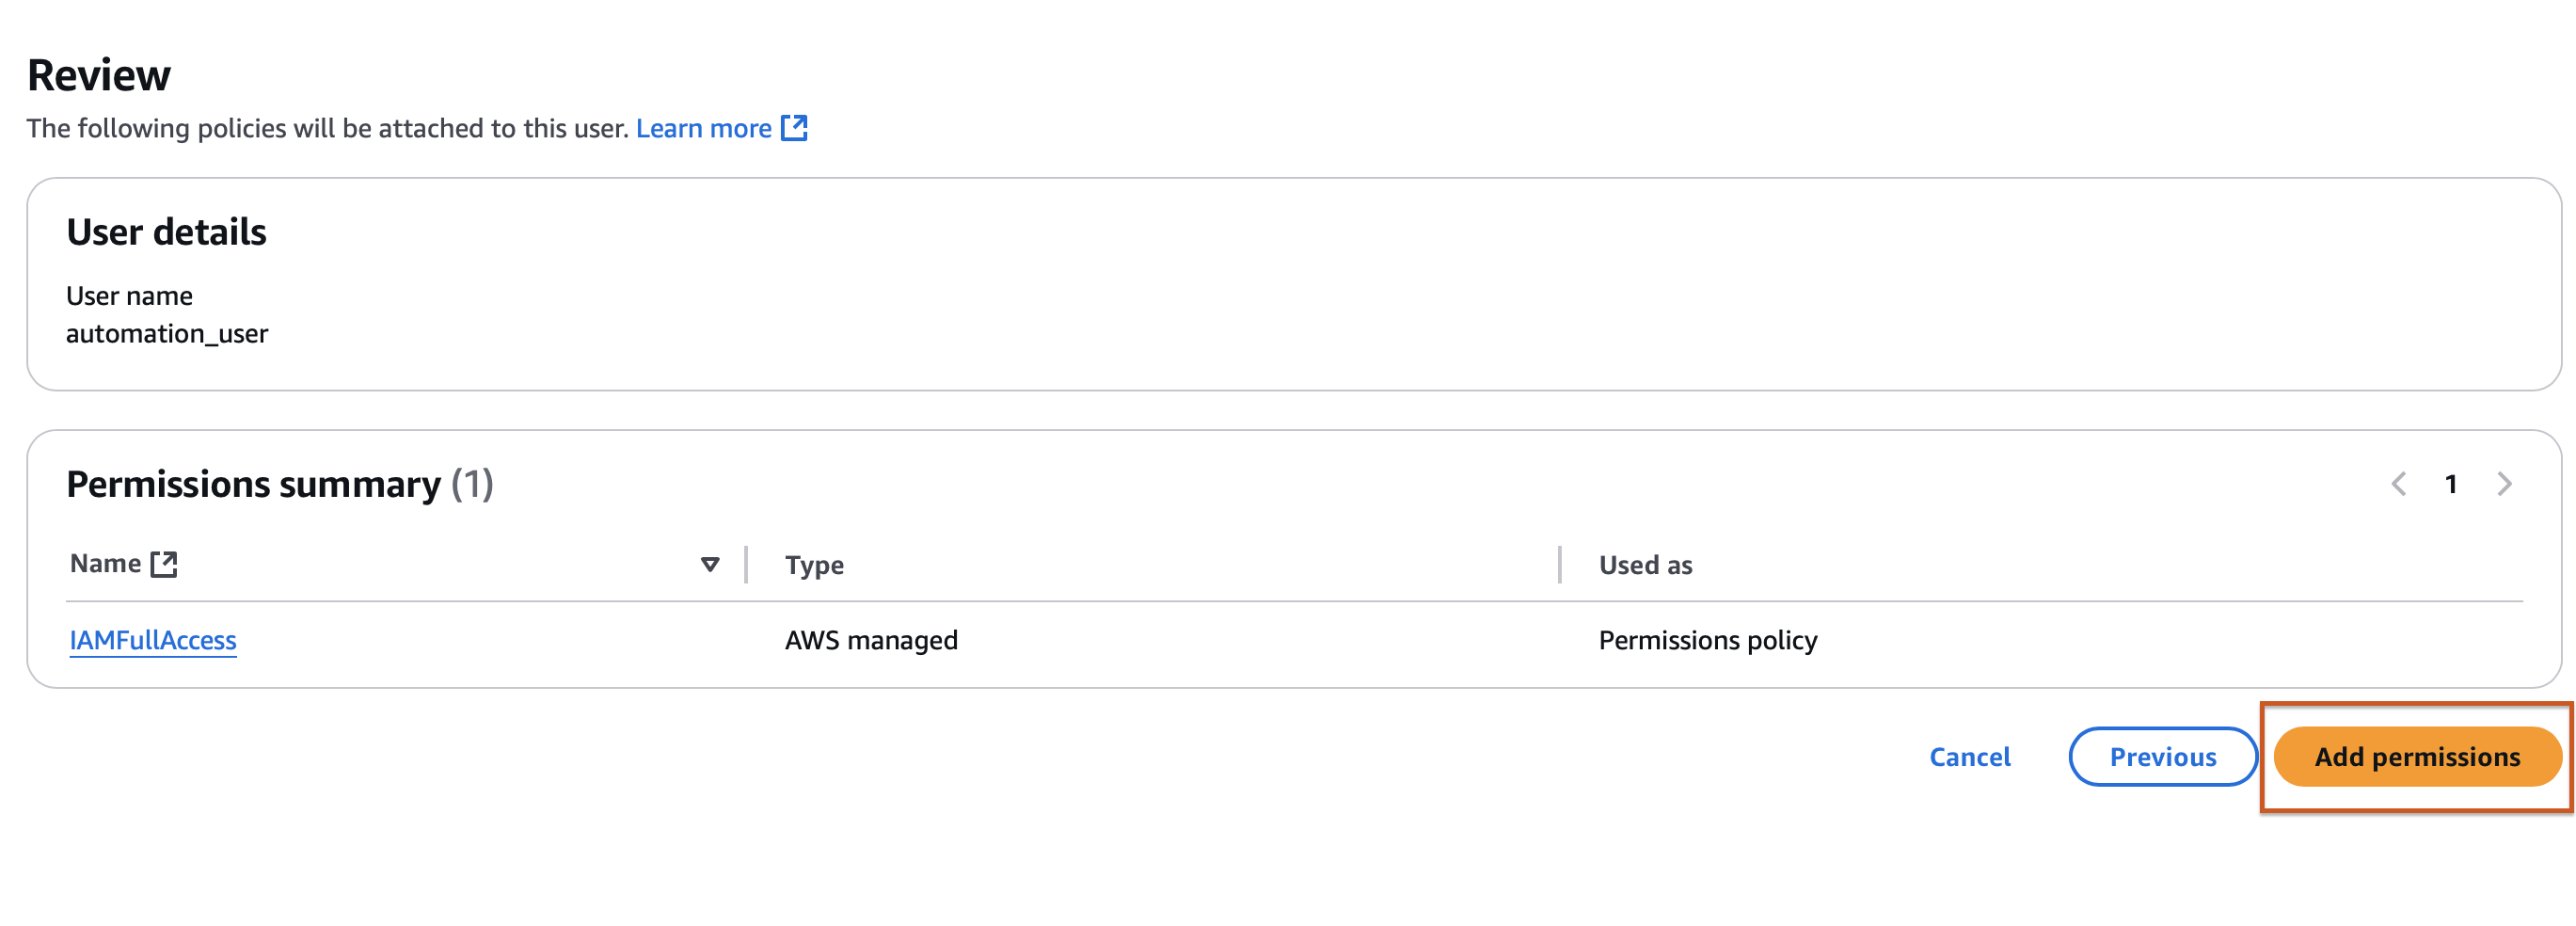 Review
The following policies will be attached to this user. Learn more
User details
User name
automation_user
Permissions summary (1)
1
Name Type Used as
IAMFullAccess AWS managed Permissions policy
Cancel Previous Add permissions